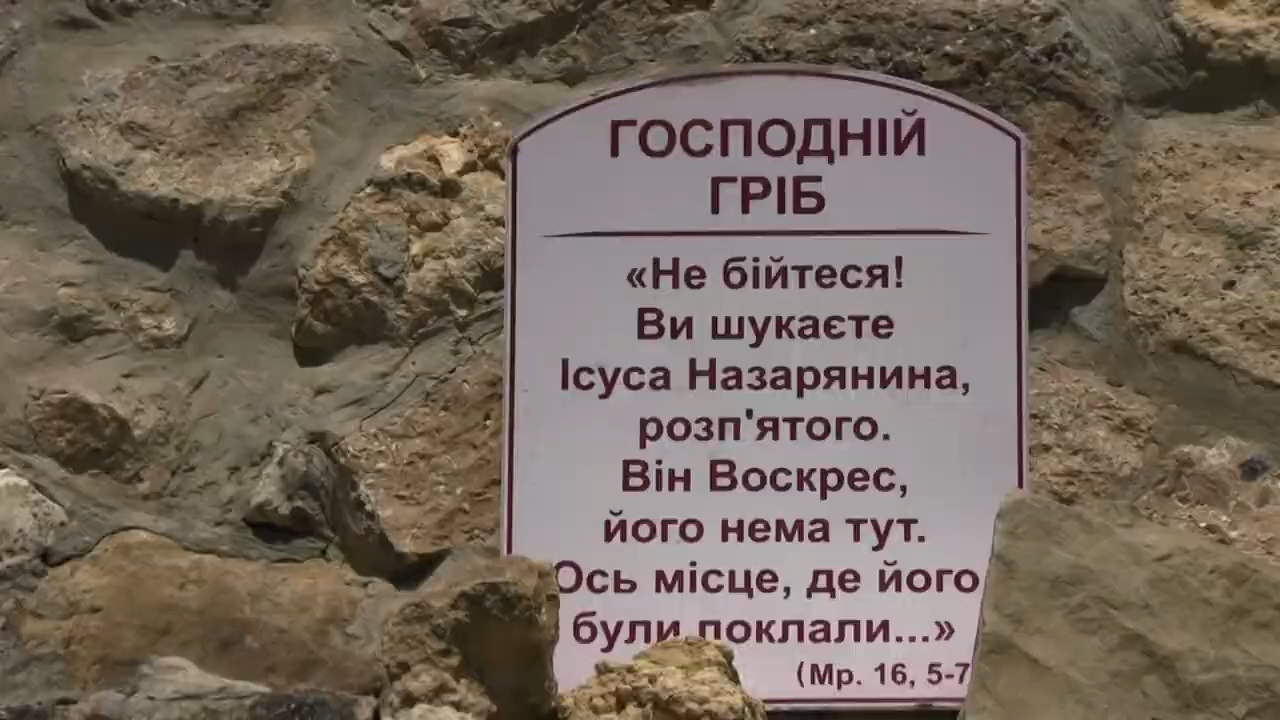 ГОСПОДНІЙ
ГРІБ
«Не бійтеся!
Ви шукаєте
Ісуса Назарянина,
розп'ятого.
Він Воскрес,
його нема тут.
Ось місце, де його
були поклали...»
(Мр. 16, 5-7